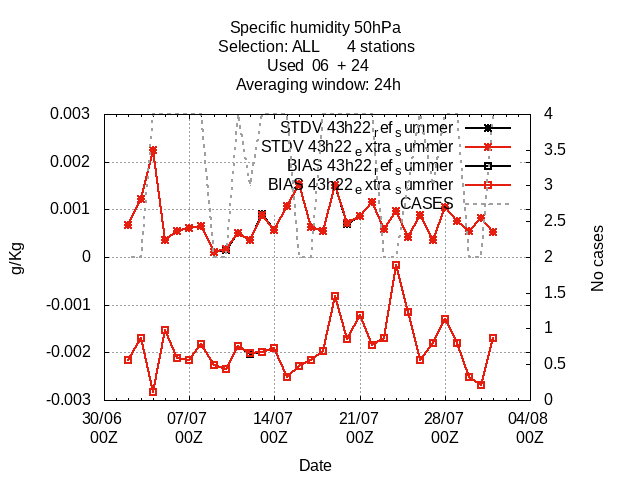 Specific humidity 50hPa
Selection: ALL 4 stations
Used 06 + 24
Averaging window: 24h
0.003
0.002
0.001
0
-0.001
-0.002
-0.003
g/Kg
4
3.5
3
2.5
2
1.5
1
0.5
0
No cases
STDV 43h22_ref_summer
STDV 43h22_extra_summer
BIAS 43h22_ref_summer
BIAS 43h22_extra_summer
CASES
30/06 07/07 14/07 21/07 28/07 04/08
00Z 00Z 00Z 00Z 00Z 00Z
Date